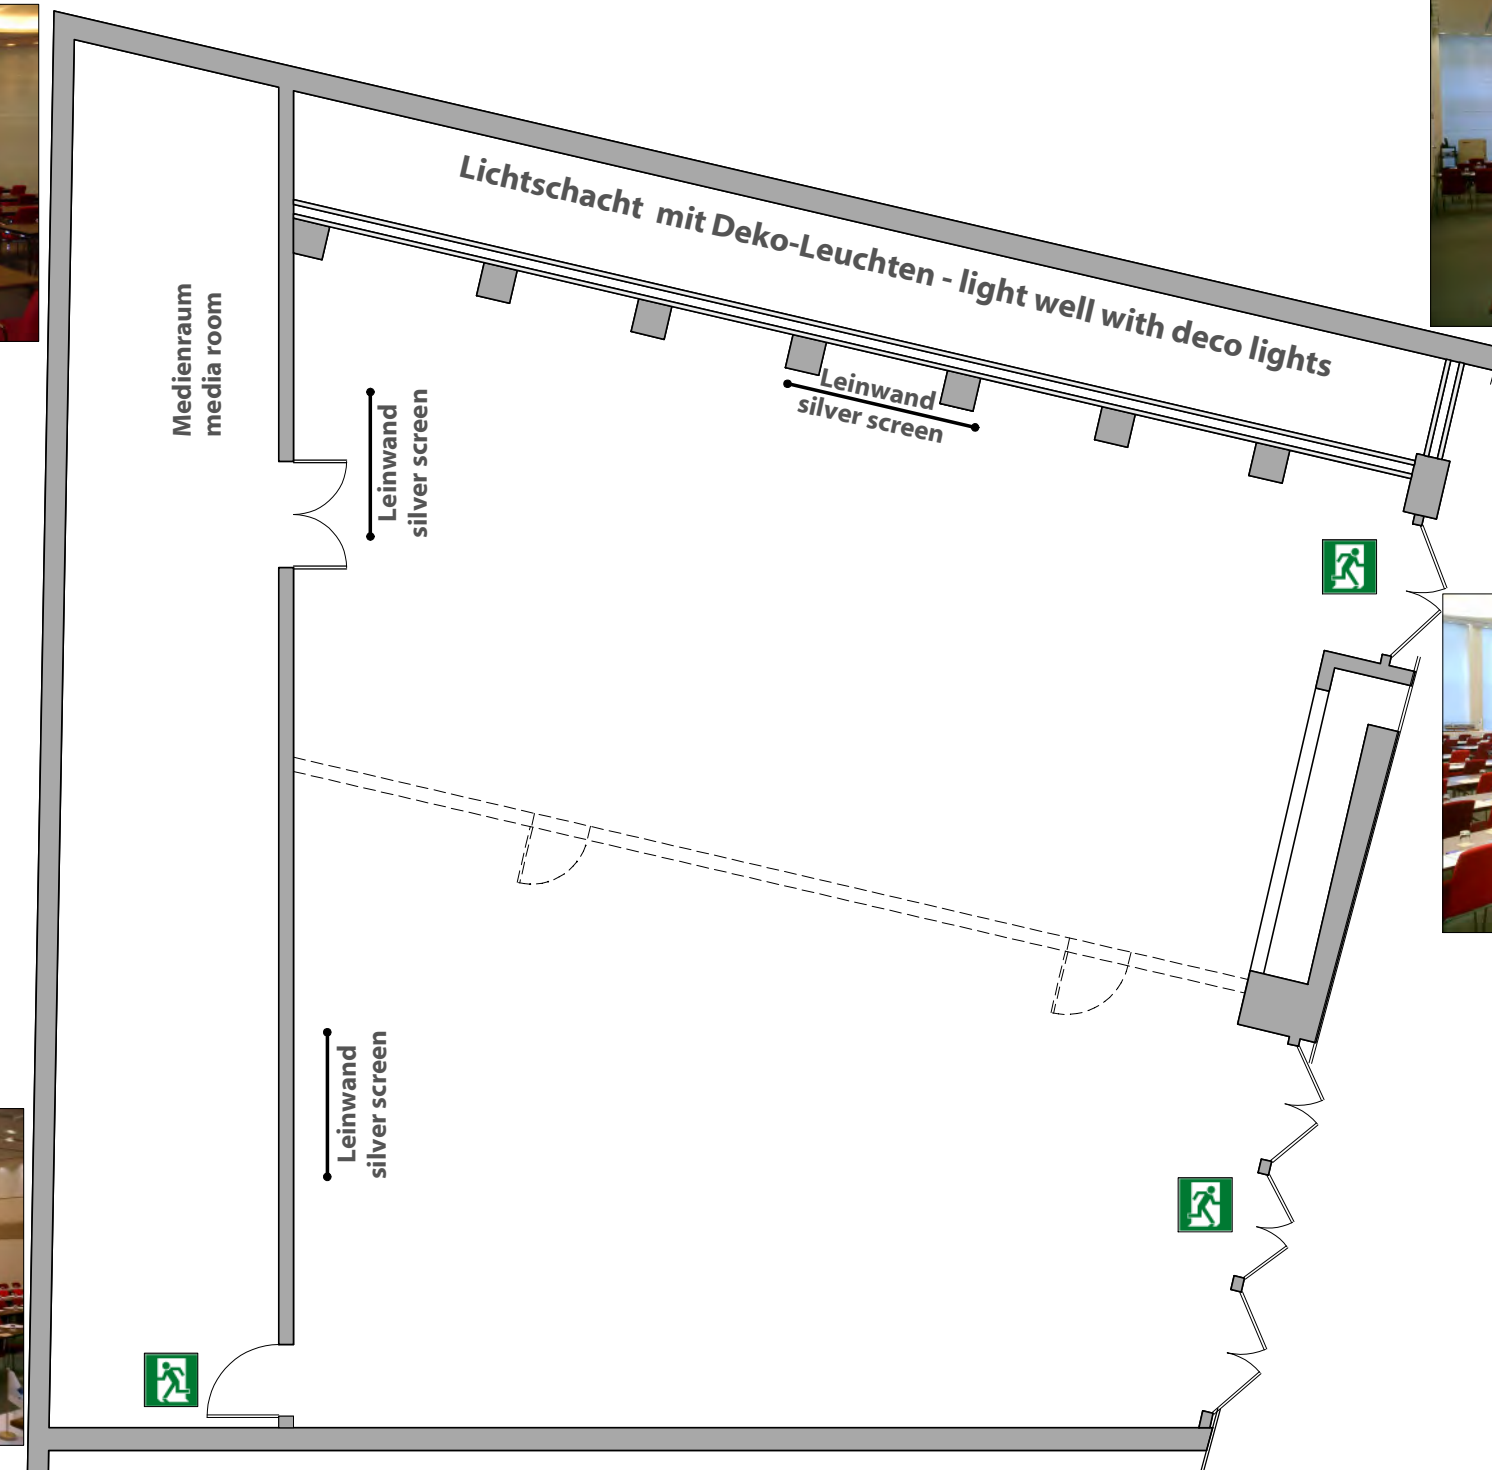 Lichtschacht mit Deko-Leuchten - light well with deco lights
Medienraum
media room
Leinwand
silver screen
Leinwand
silver screen
Leinwand
silver screen